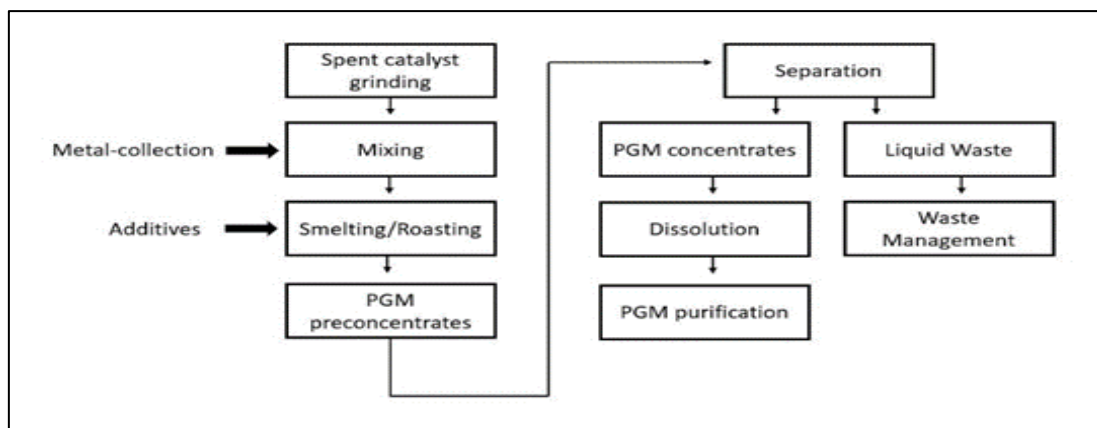 Spent catalyst
grinding
Metal-collection
Mixing
Additives
Smelting/Roasting
PGM
preconcentrates
Separation
PGM concentrates
Liquid Waste
Dissolution
Waste
Management
PGM purification